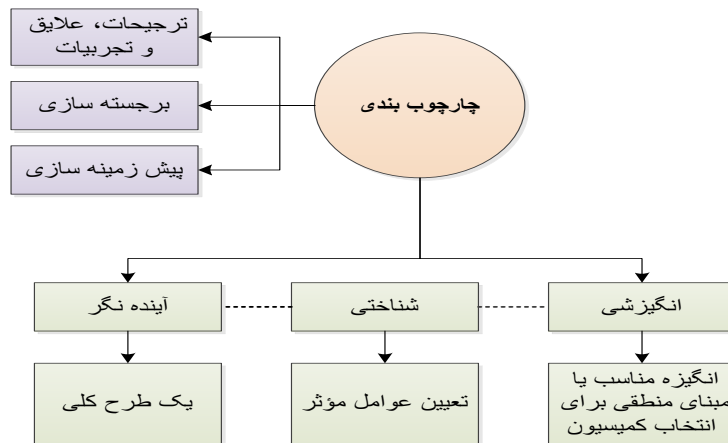 ترجیحات، علایق
و تجربیات
برجسته سازی
پیش زمینه سازی
چارچوب بندی
انگیزشی
شناختی
آینده نگر
انگیزه مناسب یا
مبنای منطقی برای
انتخاب کمیسیون
تعیین عوامل مؤثر
یک طرح کلی